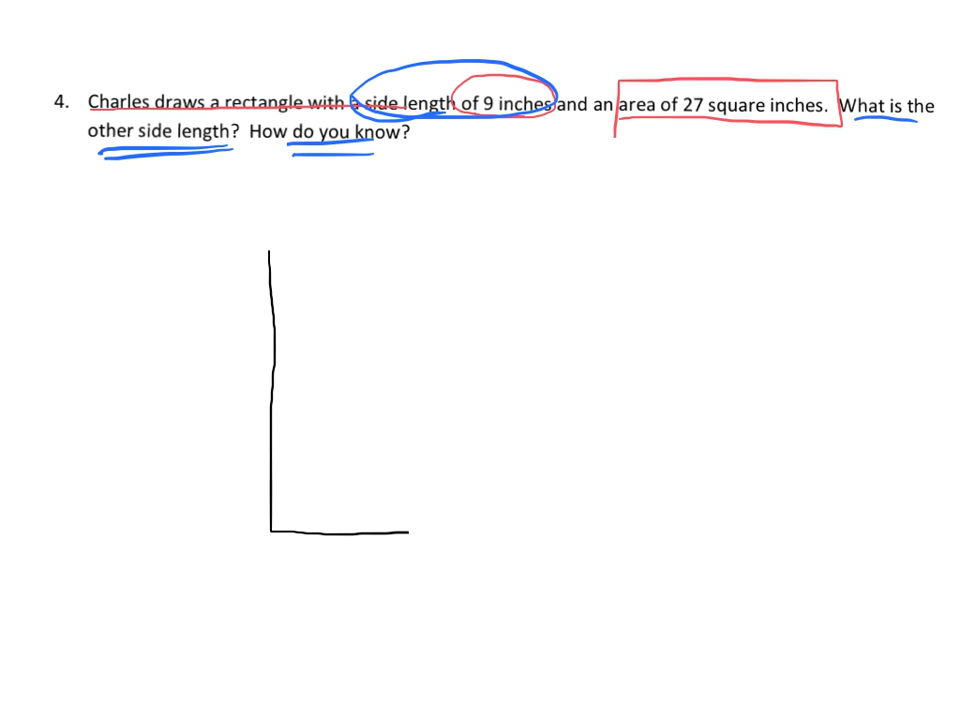 4. Charles draws a rectangle with a side length of 9 inches and an area of 27 square inches. What is the
other side length? How do you know?